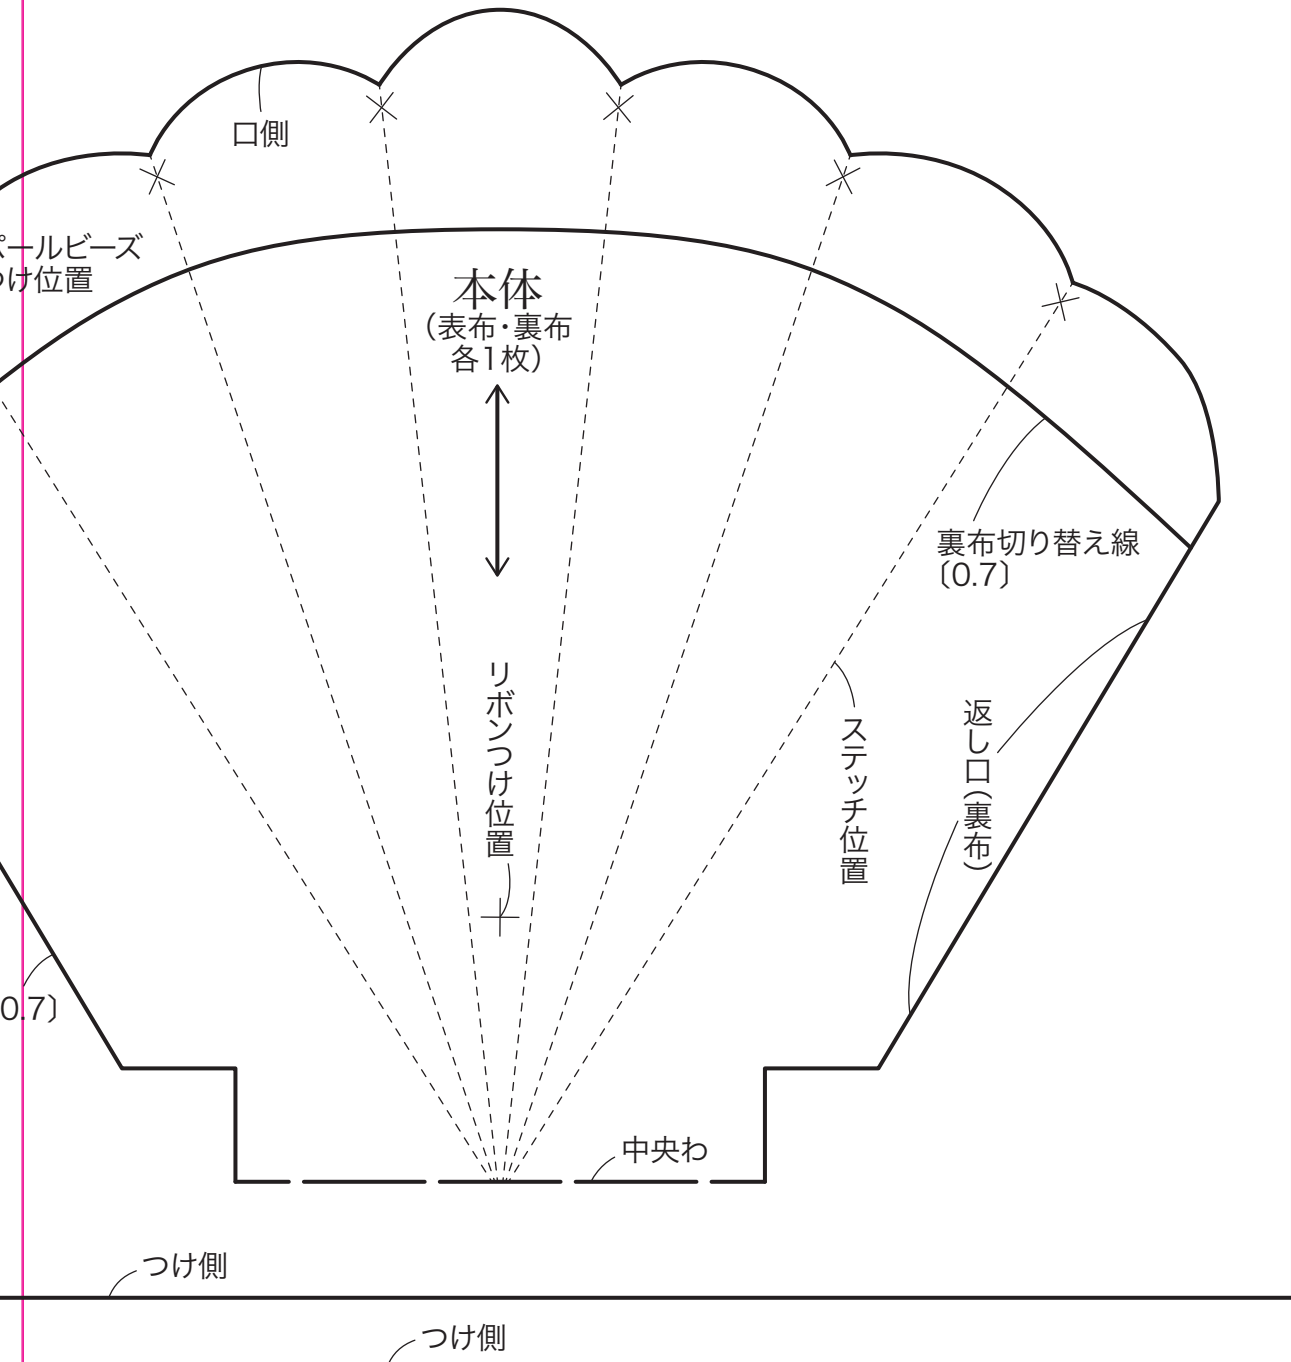 口側
パールビーズ
つけ位置
本体
（表布・裏布
各1枚）
裏布切り替え線
〔0.7〕
リボンつけ位置
ステッチ位置
返し口（裏布）
0.7〕
中央わ
つけ側
つけ側